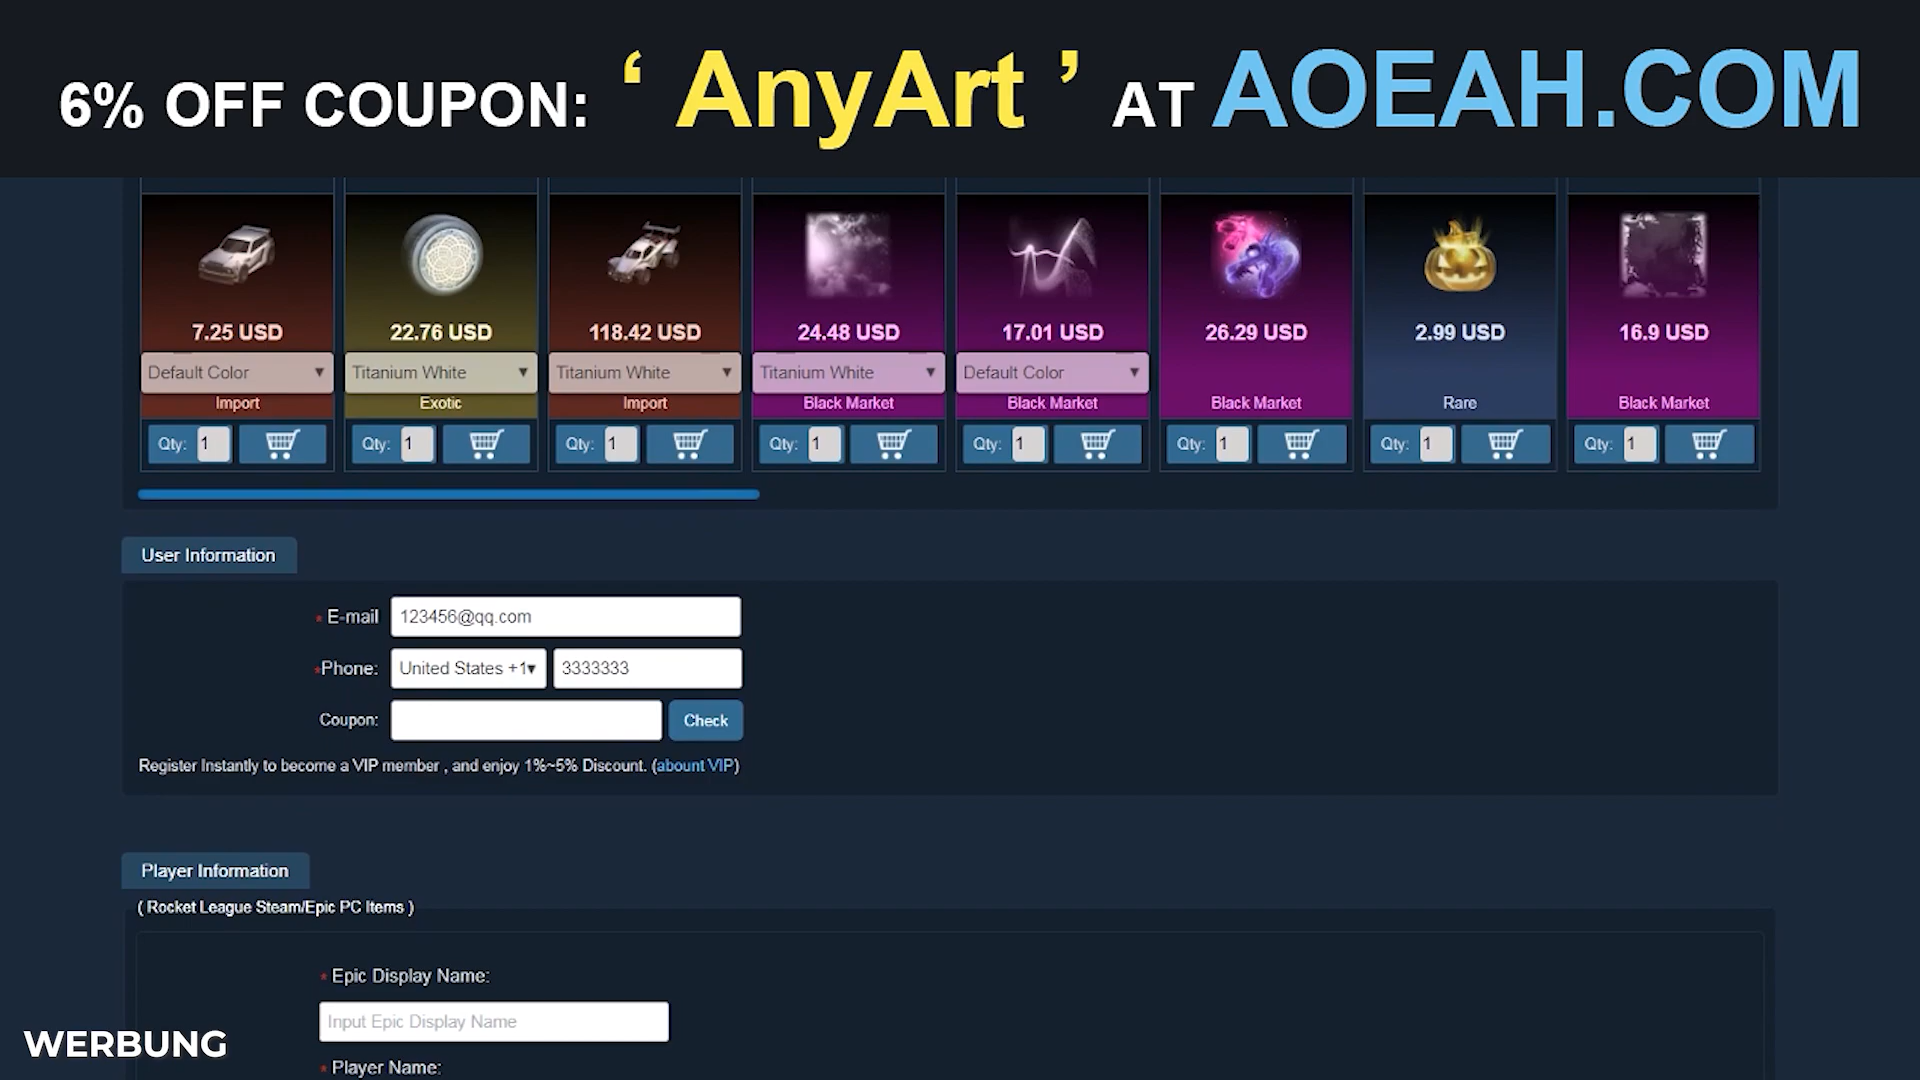 6% OFF COUPON: ‘ AnyArt ’ AT AOEAH.COM
7.25 USD 22.76 USD 118.42 USD 24.48 USD 17.01 USD 26.29 USD 2.99 USD 16.9 USD
Default Color Titanium White Titanium White Titanium White Default Color
Import Exotic Import Black Market Black Market Black Market Rare Black Market
Qty: 1 Qty: 1 Qty: 1 Qty: 1 Qty: 1 Qty: 1 Qty: 1 Qty: 1
User Information
* E-mail 123456@qq.com
*Phone: United States +1 3333333
Coupon: Check
Register Instantly to become a VIP member , and enjoy 1%~5% Discount. (abount VIP)
Player Information
( Rocket League Steam/Epic PC Items )
* Epic Display Name:
Input Epic Display Name
WERBUNG
* Player Name: